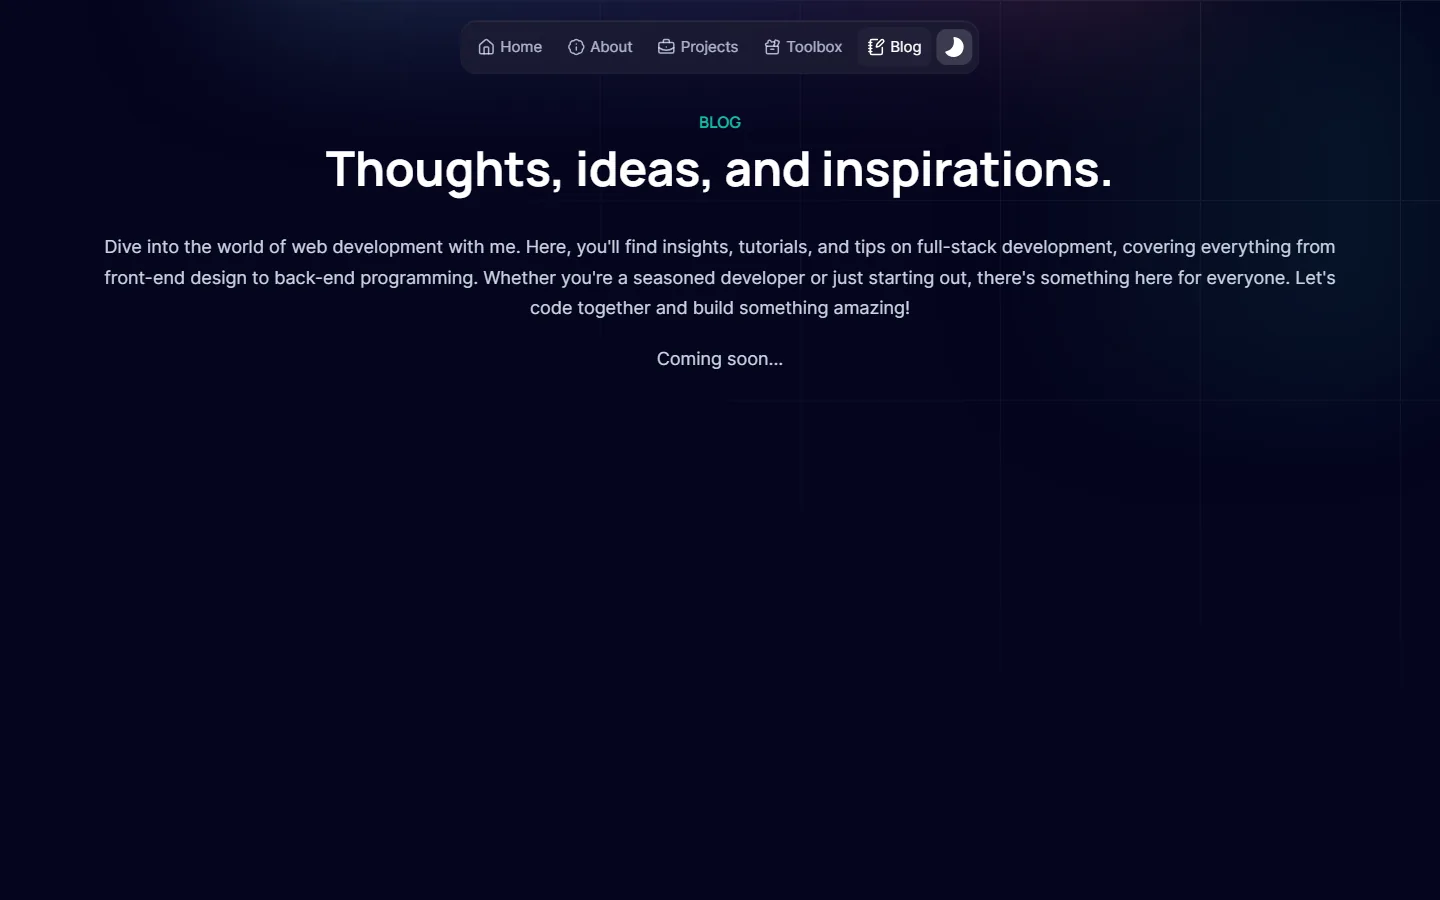 Home About Projects Toolbox Blog
BLOG
Thoughts, ideas, and inspirations.
Dive into the world of web development with me. Here, you'll find insights, tutorials, and tips on full-stack development, covering everything from
front-end design to back-end programming. Whether you're a seasoned developer or just starting out, there's something here for everyone. Let's
code together and build something amazing!
Coming soon...